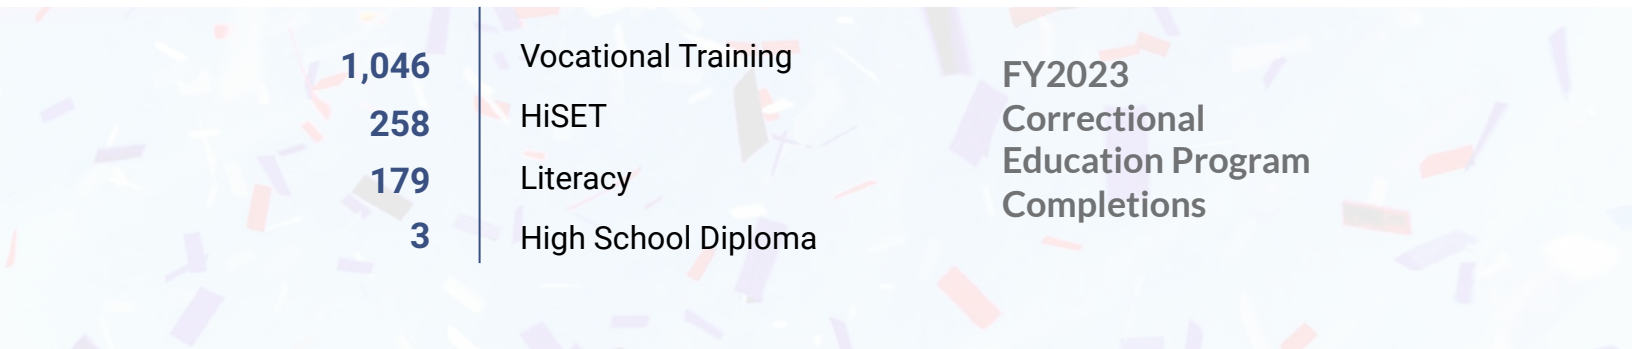 1,046 Vocational Training
258 HiSET
179 Literacy
3 High School Diploma
FY2023
Correctional
Education Program
Completions